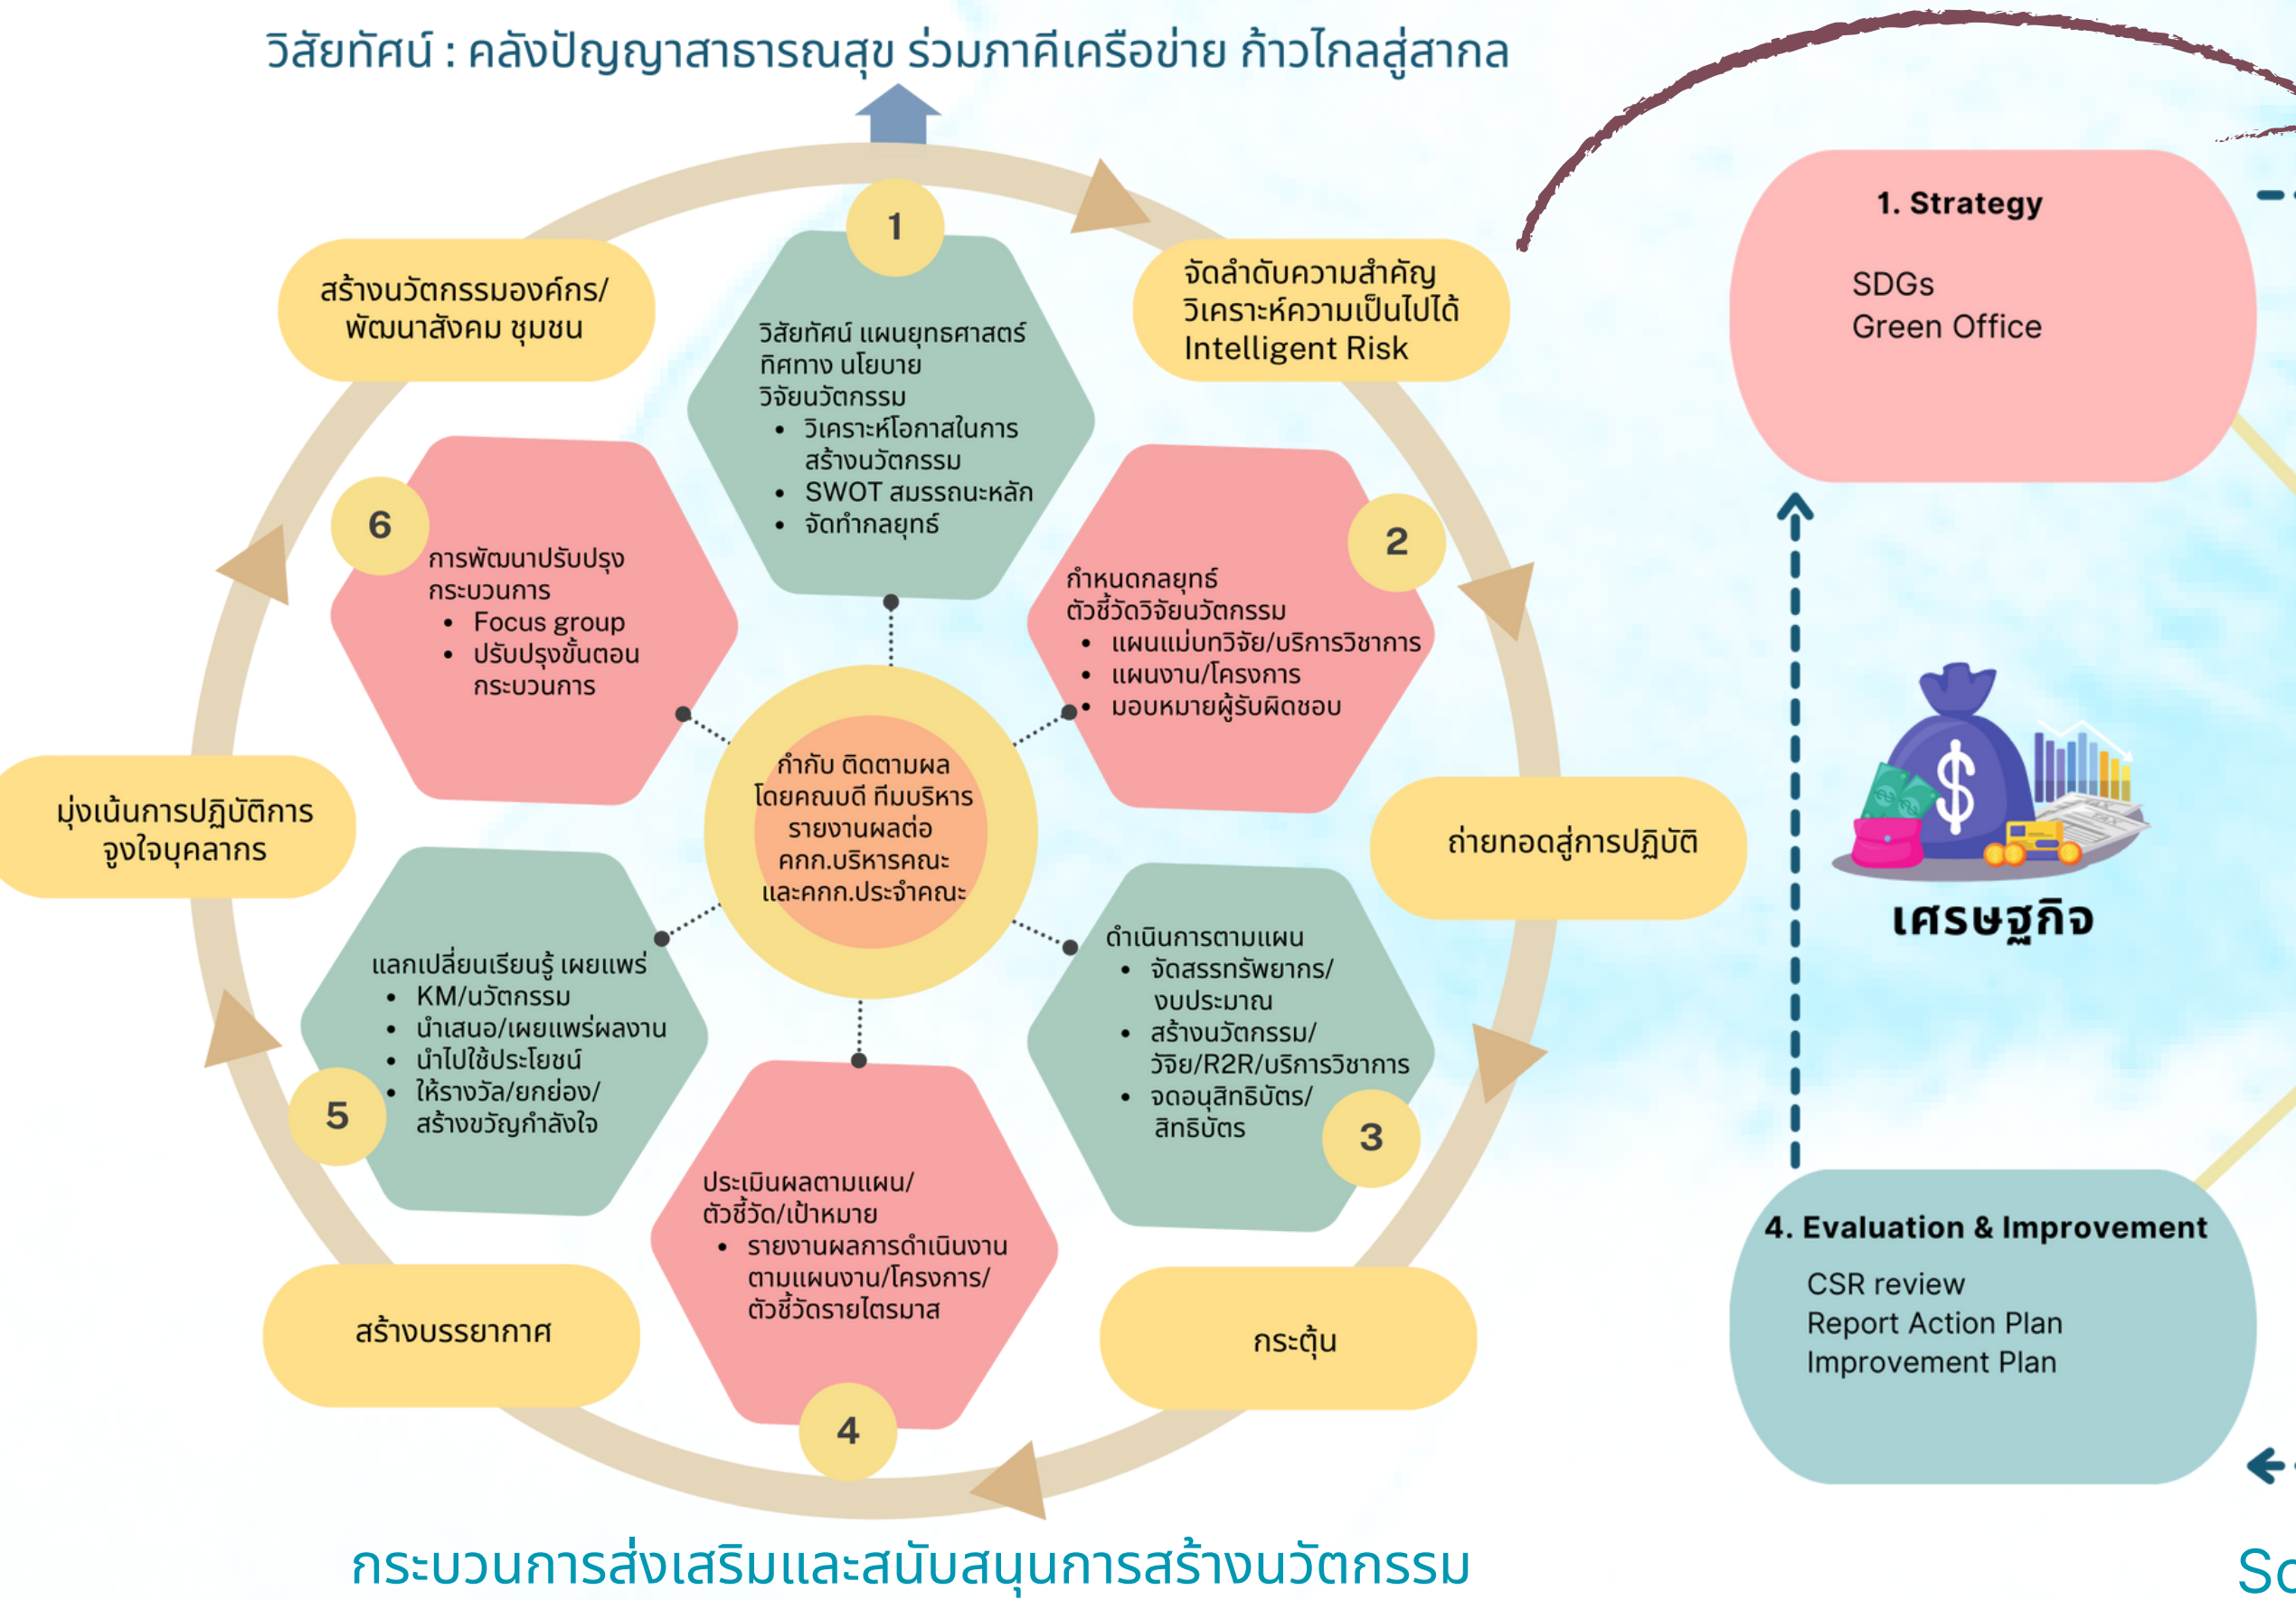 วิสัยทัศน์ : คลังปัญญาสาธารณสุข ร่วมภาคีเครือข่าย ก้าวไกลสู่สากล
1
วิสัยทัศน์ แผนยุทธศาสตร์
ทิศทาง นโยบาย
วิจัยนวัตกรรม
• วิเคราะห์โอกาสในการ
สร้างนวัตกรรม
• SWOT สมรรถนะหลัก
• จัดทำกลยุทธ์
จัดลำดับความสำคัญ
วิเคราะห์ความเป็นไปได้
Intelligent Risk
2
กำหนดกลยุทธ์
ตัวชี้วัดวิจัยนวัตกรรม
• แผนแม่บทวิจัย/บริการวิชาการ
• แผนงาน/โครงการ
• มอบหมายผู้รับผิดชอบ
ถ่ายทอดสู่การปฏิบัติ
ดำเนินการตามแผน
• จัดสรรทรัพยากร/
งบประมาณ
• สร้างนวัตกรรม/
วัิจัย/R2R/บริการวิชาการ
• จดอนุสิทธิบัตร/
สิทธิบัตร
3
กระตุ้น
ประเมินผลตามแผน/
ตัวชี้วัด/เป้าหมาย
• รายงานผลการดำเนินงาน
ตามแผนงาน/โครงการ/
ตัวชี้วัดรายไตรมาส
4
สร้างบรรยากาศ
แลกเปลี่ยนเรียนรู้ เผยแพร่
• KM/นวัตกรรม
• นำเสนอ/เผยแพร่ผลงาน
• นำไปใช้ประโยชน์
• ให้รางวัล/ยกย่อง/
สร้างขวัญกำลังใจ
5
มุ่งเน้นการปฏิบัติการ
จูงใจบุคลากร
6
การพัฒนาปรับปรุง
กระบวนการ
• Focus group
• ปรับปรุงขั้นตอน
กระบวนการ
สร้างนวัตกรรมองค์กร/
พัฒนาสังคม ชุมชน
กำกับ ติดตามผล
โดยคณบดี ทีมบริหาร
รายงานผลต่อ
คกก.บริหารคณะ
และคกก.ประจำคณะ
กระบวนการส่งเสริมและสนับสนุนการสร้างนวัตกรรม
1. Strategy
SDGs
Green Office
$
TAX
TAX
เศรษฐกิจ
4. Evaluation & Improvement
CSR review
Report Action Plan
Improvement Plan